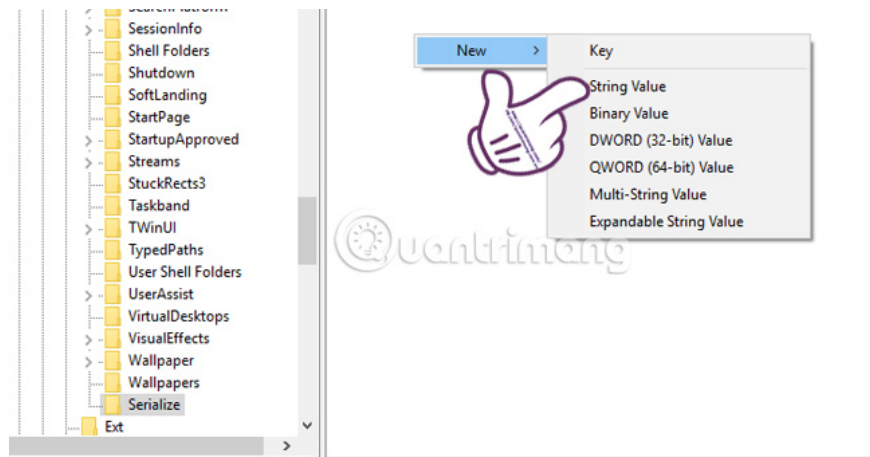 SearchPlatform
SessionInfo
Shell Folders
Shutdown
SoftLanding
StartPage
StartupApproved
Streams
StuckRects3
Taskband
TWinUI
TypedPaths
User Shell Folders
UserAssist
VirtualDesktops
VisualEffects
Wallpaper
Wallpapers
Serialize
Ext
New
Key
String Value
Binary Value
DWORD (32-bit) Value
QWORD (64-bit) Value
Multi-String Value
Expandable String Value
Quantrimang